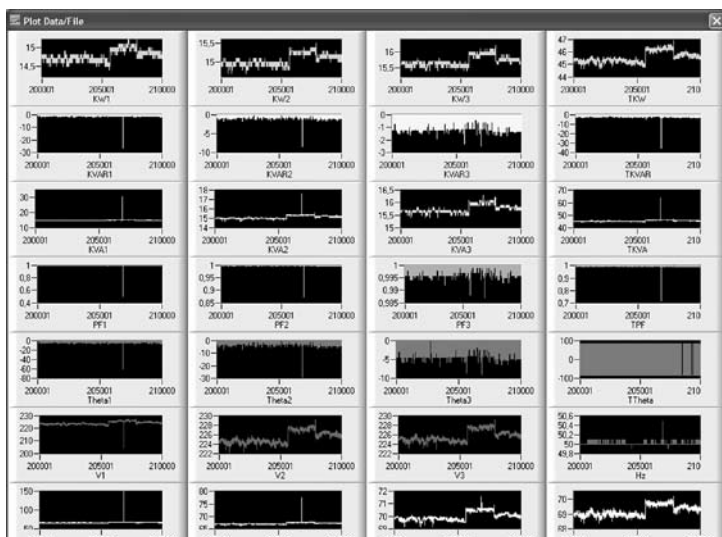 Plot Data/File
15 15,5 16 47
14,5 15 15,5 46
45
44
200001 205001 210000 200001 205001 210000 200001 205001 210000 200001 205001 210
KW1 KW2 KW3 TKW
0 0 0 0
-10 -5 -1 -10
-20 -10 -2 -20
-30 -3 -30
-40
200001 205001 210000 200001 205001 210000 200001 205001 210000 200001 205001 210
KVAR1 KVAR2 KVAR3 TKVAR
30 18 16,5 70
20 17 16 60
10 16 15,5 50
15 15 40
14
200001 205001 210000 200001 205001 210000 200001 205001 210000 200001 205001 210
KVA1 KVA2 KVA3 TKVA
1 1 1 1
0,8 0,95 0,995 0,9
0,6 0,9 0,99 0,8
0,4 0,85 0,985 0,7
200001 205001 210000 200001 205001 210000 200001 205001 210000 200001 205001 210
PF1 PF2 PF3 TPF
0 0 0 100
-20 -10 -5 0
-40 -20 -10 -100
-60 -30
-80
200001 205001 210000 200001 205001 210000 200001 205001 210000 200001 205001 210
Theta1 Theta2 Theta3 TTheta
230 230 230 50,6
220 228 228 50,4
210 226 226 50,2
200 224 224 50
222 222 49,8
200001 205001 210000 200001 205001 210000 200001 205001 210000 200001 205001 210
V1 V2 V3 Hz
150 80 72 70
100 75 71 69
70 70 68
65 69